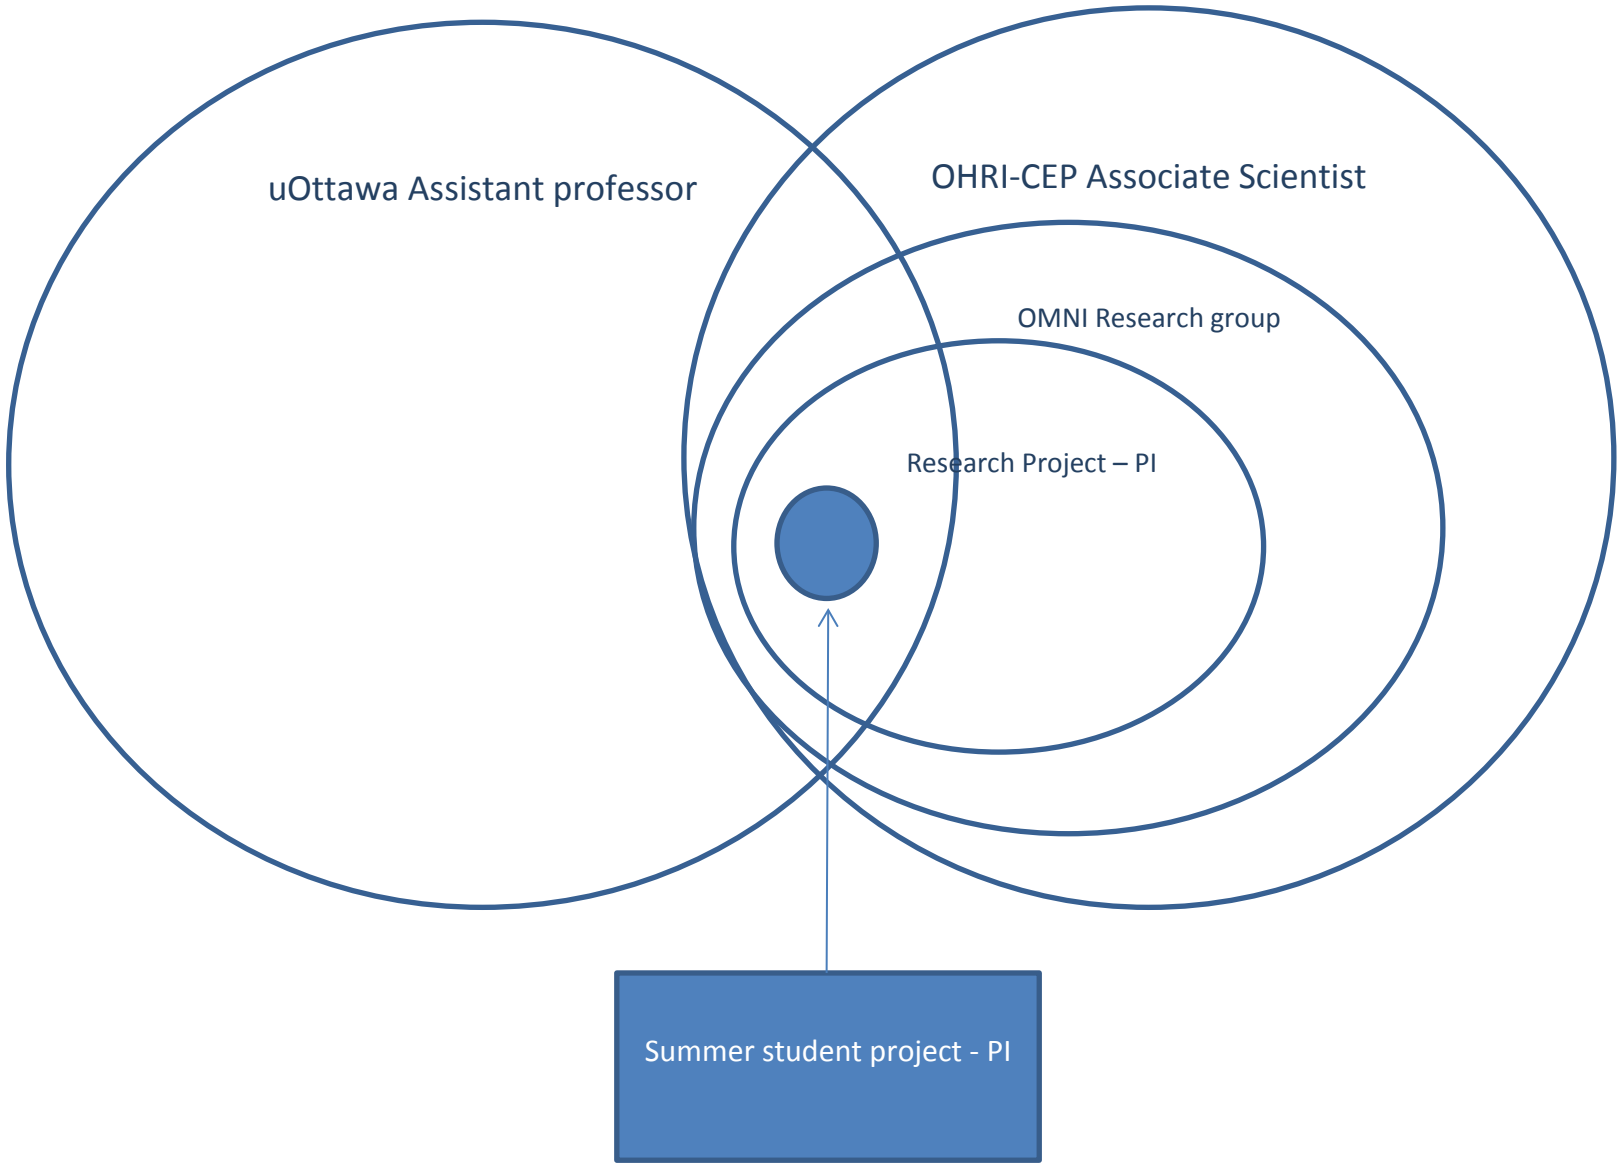 uOttawa Assistant professor
OHRI-CEP Associate Scientist
OMNI Research group
Research Project – PI
Summer student project - PI